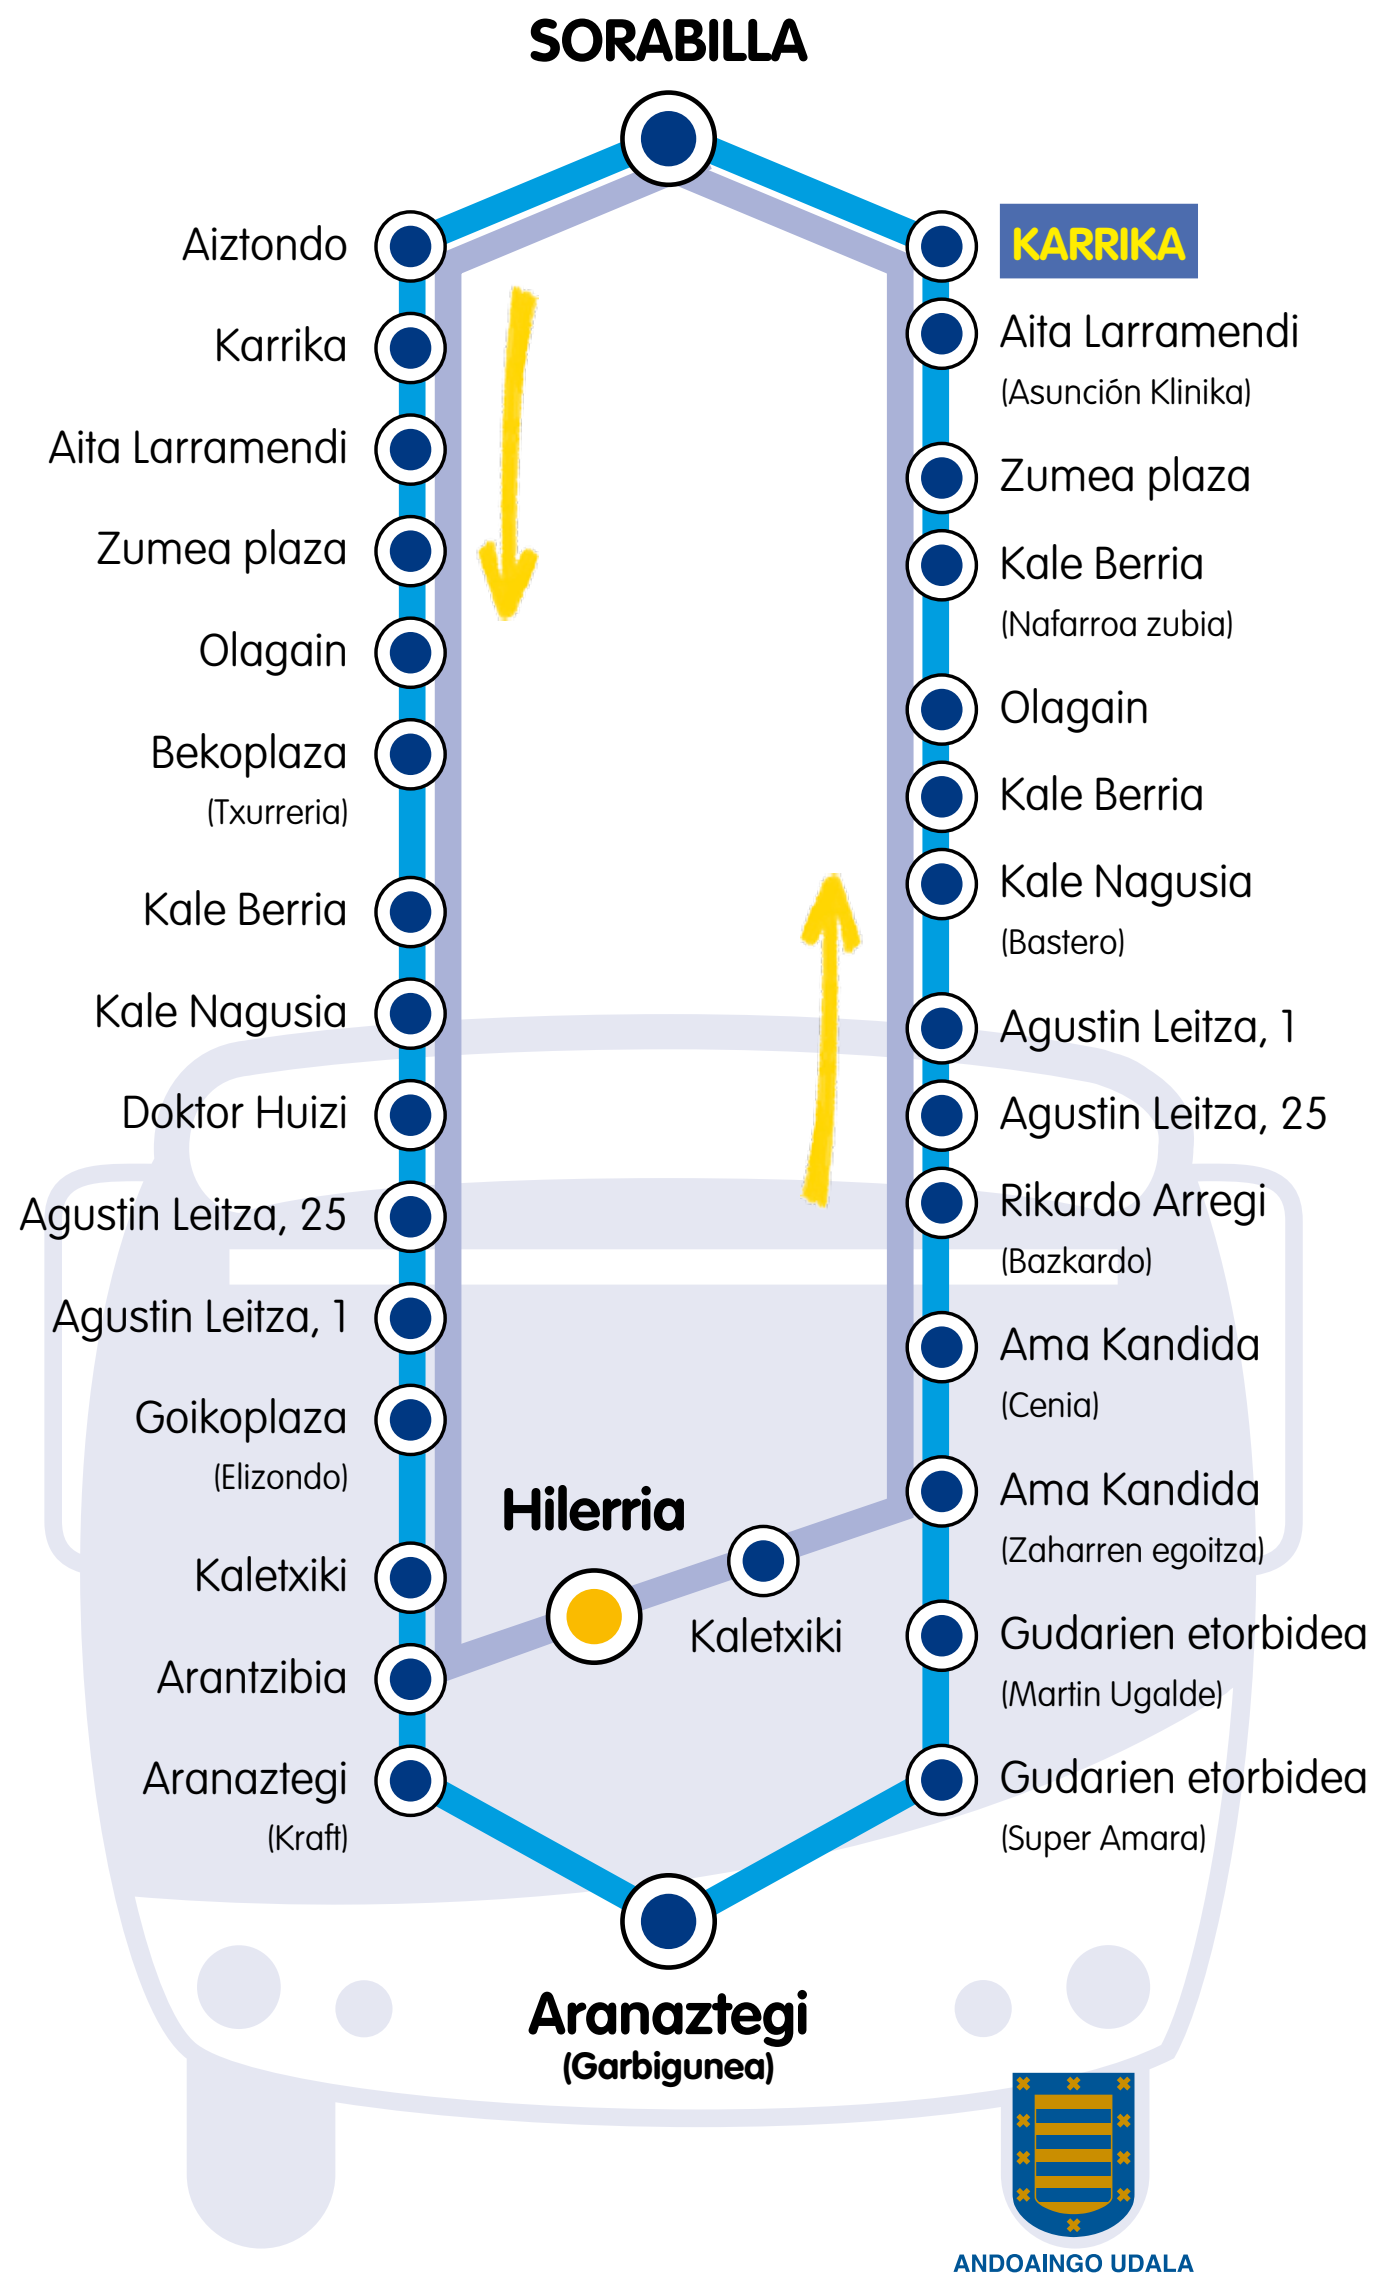 SORABILLA
Aiztondo
Karrika
Aita Larramendi
Zumea plaza
Olagain
Bekoplaza
(Txurreria)
Kale Berria
Kale Nagusia
Doktor Huizi
Agustin Leitza, 25
Agustin Leitza, 1
Goikoplaza
(Elizondo)
Kaletxiki
Arantzibia
Aranaztegi
(Kraft)
Hilerria
Kaletxiki
KARRIKA
Aita Larramendi
(Asunción Klinika)
Zumea plaza
Kale Berria
(Nafarroa zubia)
Olagain
Kale Berria
Kale Nagusia
(Bastero)
Agustin Leitza, 1
Agustin Leitza, 25
Rikardo Arregi
(Bazkardo)
Ama Kandida
(Cenia)
Ama Kandida
(Zaharren egoitza)
Gudarien etorbidea
(Martin Ugalde)
Gudarien etorbidea
(Super Amara)
Aranaztegi
(Garbigunea)
ANDOAINGO UDALA